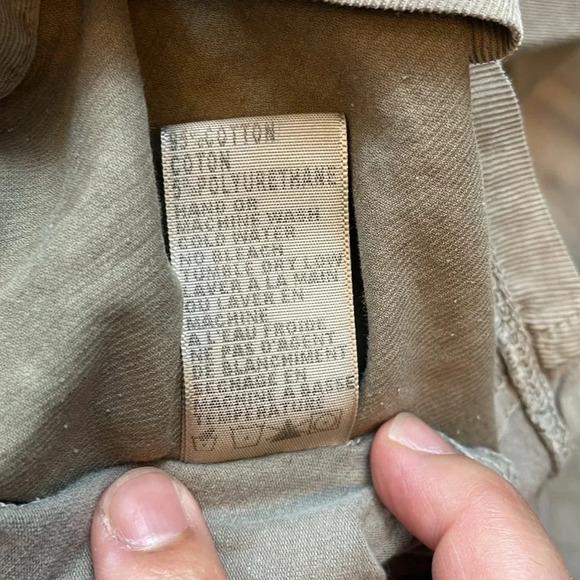 COTTON
COTON
POLYURETHANE
HAND OR
MACHINE WASH
COLD WATER
NO BLEACH
TUMBLE DRY LOW
LAVER A LA MAIN
OU LAVER EN
MACHINE
A L'EAU FROIDE
NE PAS D'AGENT
DE BLANCHIMENT
SECHAGE EN
MACHINE A BASSE
TEMPERATURE